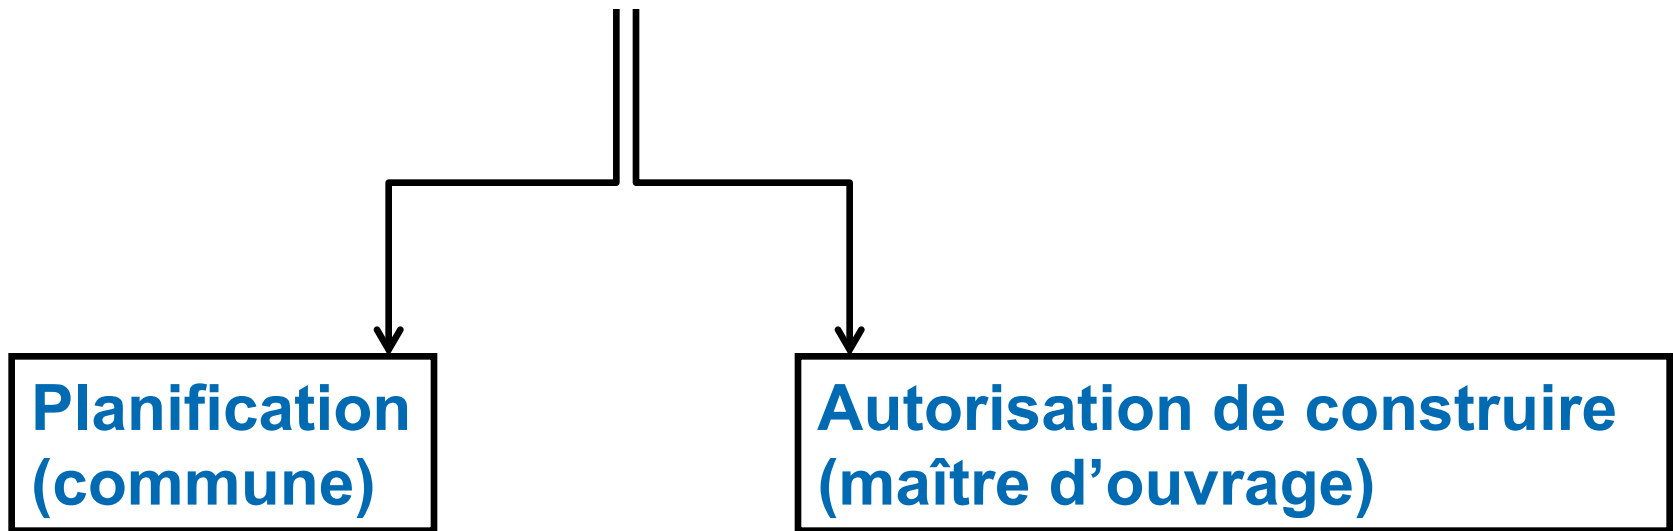 Planification
(commune)
Autorisation de construire
(maître d’ouvrage)